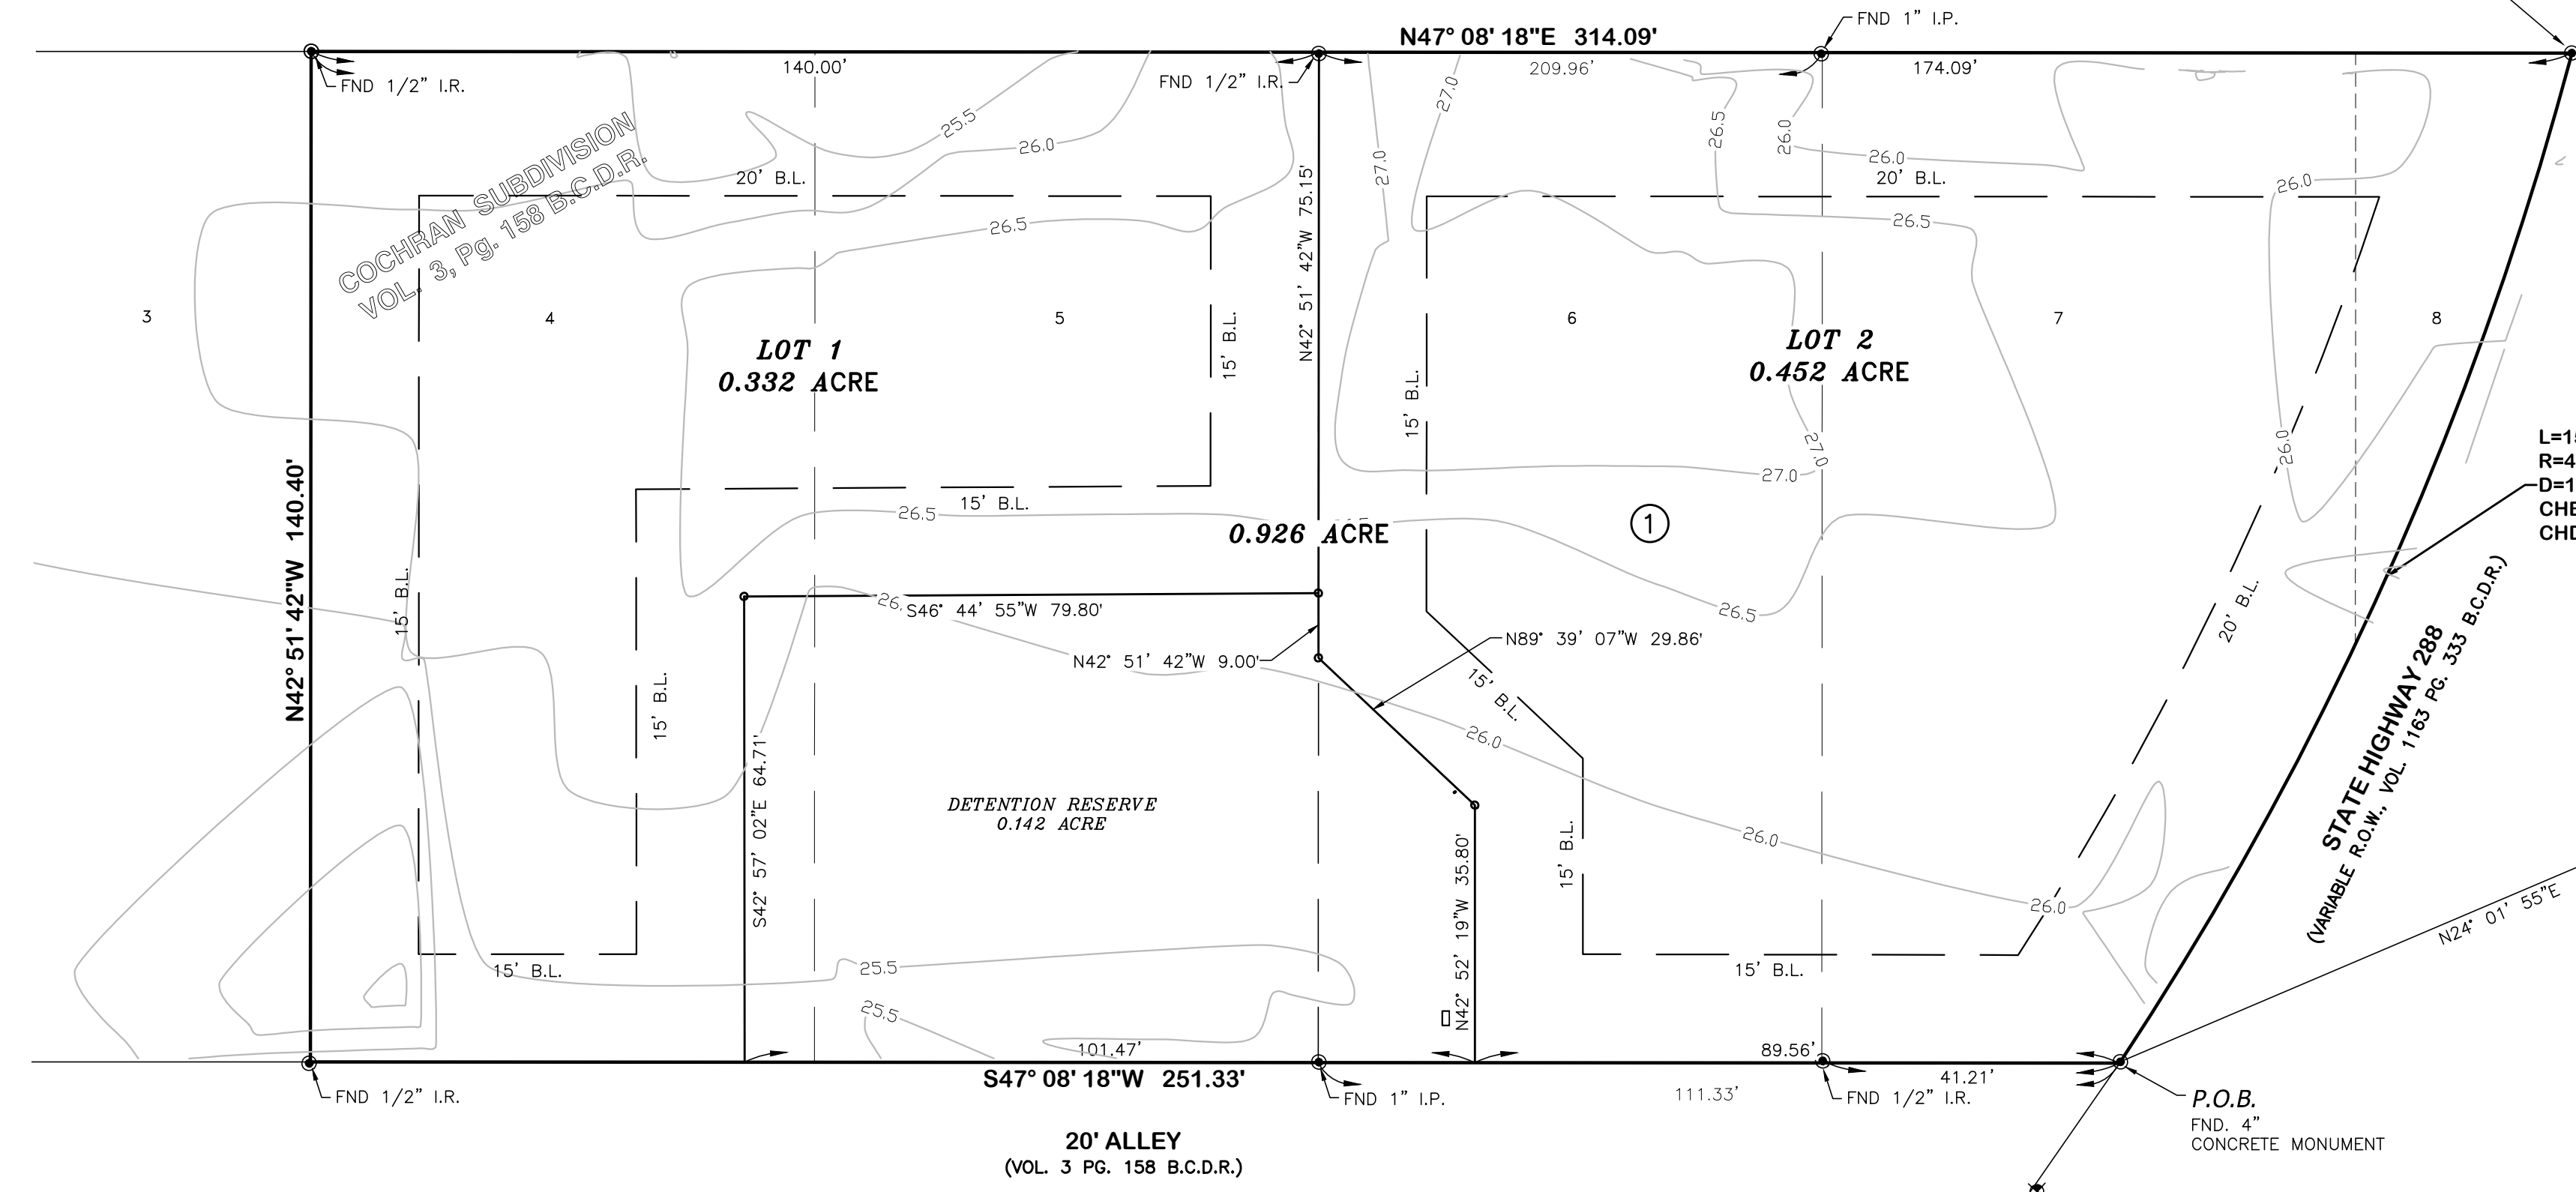 N47° 08' 18"E 314.09'
FND 1" I.P.
140.00'
FND 1/2" I.R.
FND 1/2" I.R.
209.96'
174.09'
27.0
25.5
26.0
27.0
26.5
26.0
26.0
26.0
COCHRAN SUBDIVISION
VOL. 3, Pg. 158 B.C.D.R.
20' B.L.
20' B.L.
N42° 51' 42"W 75.15'
26.5
26.5
3
4
5
6
7
8
LOT 1
0.332 ACRE
15' B.L.
LOT 2
0.452 ACRE
15' B.L.
27.0
27.0
26.0
15' B.L.
26.5
0.926 ACRE
1
N42° 51' 42"W 140.40'
15' B.L.
S46° 44' 55"W 79.80'
26.5
20' B.L.
N42° 51' 42"W 9.00'
N89° 39' 07"W 29.86'
15' B.L.
15' B.L.
26.0
S42° 57' 02"E 64.71'
DETENTION RESERVE
0.142 ACRE
N42° 52' 19"W 35.80'
15' B.L.
26.0
26.0
STATE HIGHWAY 288
(VARIABLE R.O.W., VOL. 1163 PG. 333 B.C.D.R.)
N24° 01' 55"E
15' B.L.
25.5
15' B.L.
25.5
101.47'
89.56'
S47° 08' 18"W 251.33'
41.21'
FND 1/2" I.R.
FND 1" I.P.
111.33'
FND 1/2" I.R.
P.O.B.
FND. 4"
CONCRETE MONUMENT
20' ALLEY
(VOL. 3 PG. 158 B.C.D.R.)